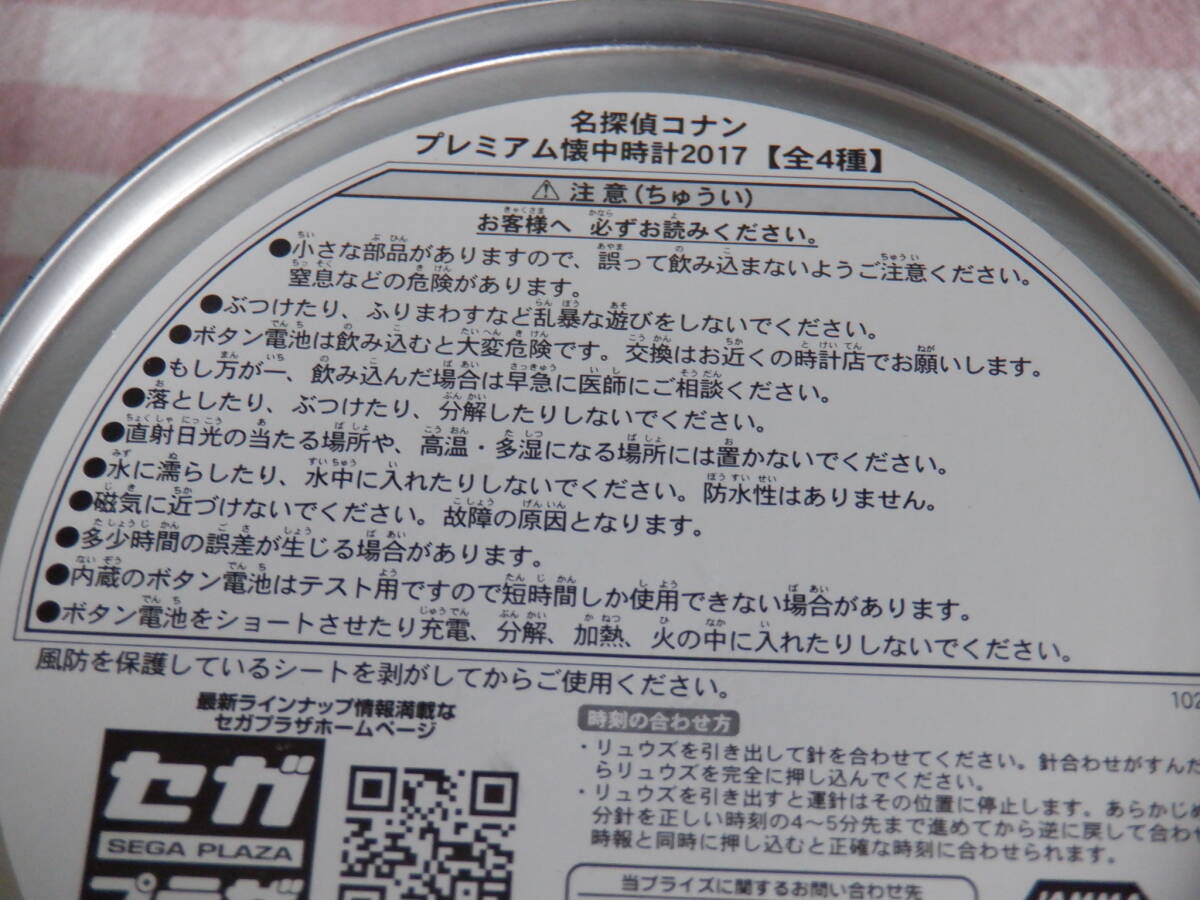 名探偵コナン
プレミアム懐中時計2017【全4種】
⚠ 注意(ちゅうい)
お客様へ 必ずお読みください。
●小さな部品がありますので、誤って飲み込まないようご注意ください。
窒息などの危険があります。
●ぶつけたり、ふりまわすなど乱暴な遊びをしないでください。
●ボタン電池は飲み込むと大変危険です。交換はお近くの時計店でお願いします。
●もし万が一、飲み込んだ場合は早急に医師にご相談ください。
●落としたり、ぶつけたり、分解したりしないでください。
●直射日光の当たる場所や、高温・多湿になる場所には置かないでください。
●水に濡らしたり、水中に入れたりしないでください。防水性はありません。
●磁気に近づけないでください。故障の原因となります。
●多少時間の誤差が生じる場合があります。
●内蔵のボタン電池はテスト用ですので短時間しか使用できない場合があります。
●ボタン電池をショートさせたり充電、分解、加熱、火の中に入れたりしないでください。
風防を保護しているシートを剥がしてからご使用ください。
102
最新ラインナップ情報満載な
セガプラザホームページ
セガ
SEGA PLAZA
プラザ
時刻の合わせ方
・リュウズを引き出して針を合わせてください。針合わせがすんだ
らリュウズを完全に押し込んでください。
・リュウズを引き出すと運針はその位置に停止します。あらかじめ
分針を正しい時刻の4〜5分先まで進めてから逆に戻して合わ
時報と同時に押し込むと正確な時刻に合わせられます。
当プライズに関するお問い合わせ先
JAMMA